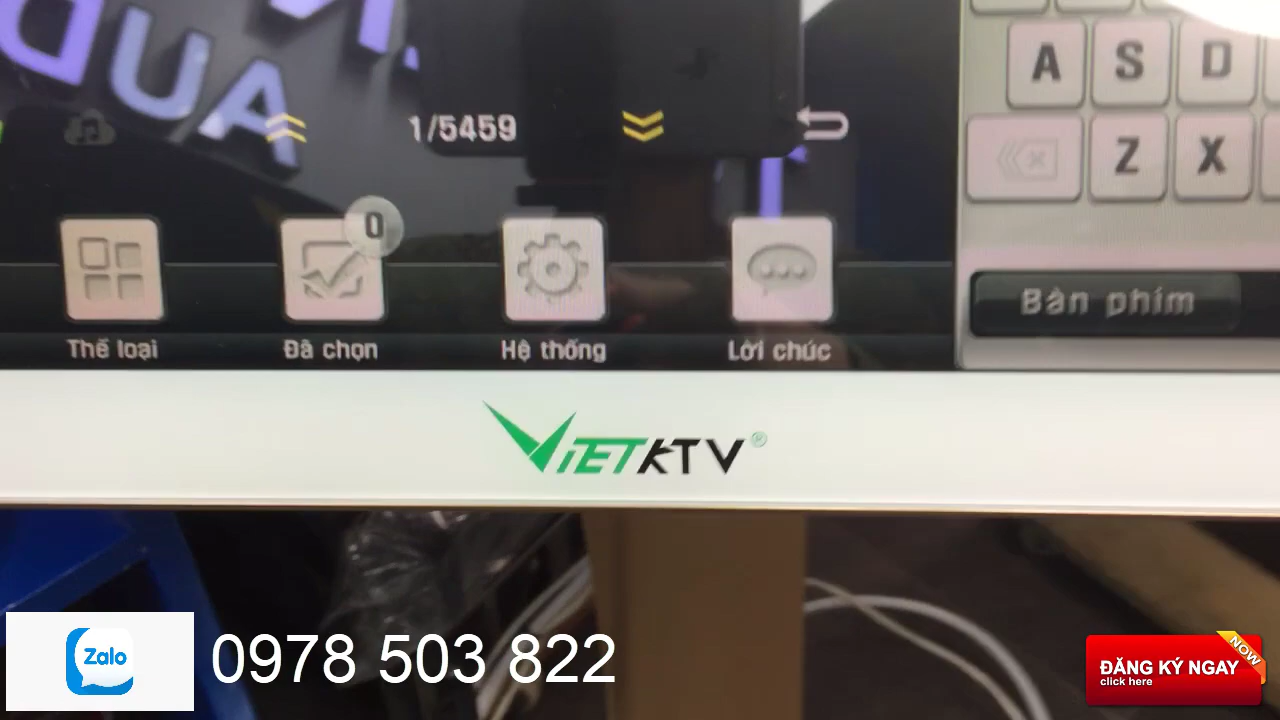 AUD
A S D
1/5459
Z X
0
Bàn phím
Thể loại Đã chọn Hệ thống Lời chúc
VIETKTV®
Zalo 0978 503 822
NOW
ĐĂNG KÝ NGAY
click here